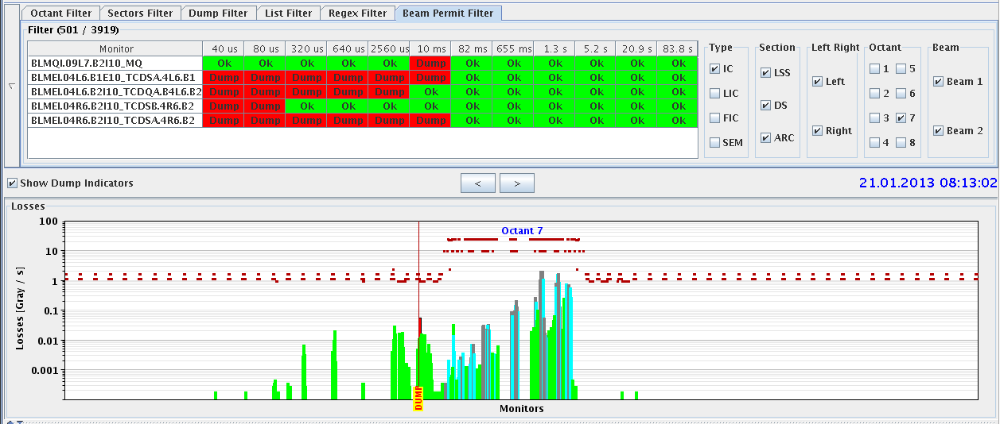 Octant Filter Sectors Filter Dump Filter List Filter Regex Filter Beam Permit Filter
Filter (501 / 3919)
Monitor 40 us 80 us 320 us 640 us 2560 us 10 ms 82 ms 655 ms 1.3 s 5.2 s 20.9 s 83.8 s
BLMQI.09L7.B2I10_MQ Ok Ok Ok Ok Ok Dump Ok Ok Ok Ok Ok Ok
BLMEI.04L6.B1E10_TCDSA.4L6.B1 Dump Dump Dump Dump Dump Dump Ok Ok Ok Ok Ok Ok
BLMEI.04L6.B2I10_TCDQA.B4L6.B2 Dump Dump Dump Dump Dump Ok Ok Ok Ok Ok Ok Ok
BLMEI.04R6.B2I10_TCDSB.4R6.B2 Dump Dump Ok Ok Ok Ok Ok Ok Ok Ok Ok Ok
BLMEI.04R6.B2I10_TCDSA.4R6.B2 Dump Dump Dump Dump Dump Dump Ok Ok Ok Ok Ok Ok
Type Section Left Right Octant Beam
IC LSS Left 1 5 Beam 1
LIC DS 2 6
FIC 3 7
SEM ARC Right 4 8 Beam 2
Show Dump Indicators < > 21.01.2013 08:13:02
Losses
Octant 7
Losses [Gray / s]
100
10
1
0.1
0.01
0.001
DUMP
Monitors